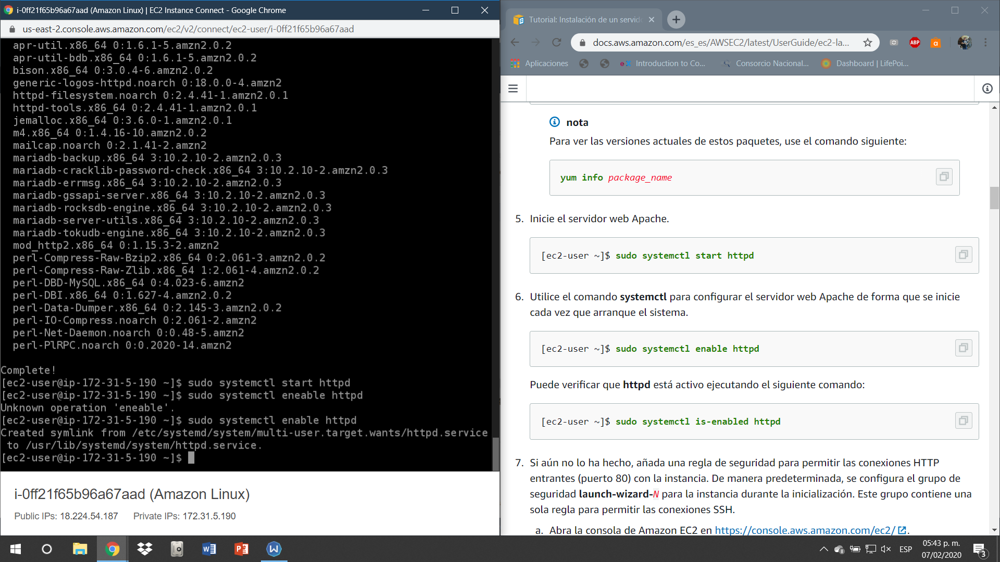 i-0ff21f65b96a67aad (Amazon Linux) | EC2 Instance Connect - Google Chrome
us-east-2.console.aws.amazon.com/ec2/v2/connect/ec2-user/i-0ff21f65b96a67aad
apr-util.x86_64 0:1.6.1-5.amzn2.0.2
apr-util-bdb.x86_64 0:1.6.1-5.amzn2.0.2
bison.x86_64 0:3.0.4-6.amzn2.0.2
generic-logos-httpd.noarch 0:18.0.0-4.amzn2
httpd-filesystem.noarch 0:2.4.41-1.amzn2.0.1
httpd-tools.x86_64 0:2.4.41-1.amzn2.0.1
jemalloc.x86_64 0:3.6.0-1.amzn2.0.1
m4.x86_64 0:1.4.16-10.amzn2.0.2
mailcap.noarch 0:2.1.41-2.amzn2
mariadb-backup.x86_64 3:10.2.10-2.amzn2.0.3
mariadb-cracklib-password-check.x86_64 3:10.2.10-2.amzn2.0.3
mariadb-errmsg.x86_64 3:10.2.10-2.amzn2.0.3
mariadb-gssapi-server.x86_64 3:10.2.10-2.amzn2.0.3
mariadb-rocksdb-engine.x86_64 3:10.2.10-2.amzn2.0.3
mariadb-server-utils.x86_64 3:10.2.10-2.amzn2.0.3
mariadb-tokudb-engine.x86_64 3:10.2.10-2.amzn2.0.3
mod_http2.x86_64 0:1.15.3-2.amzn2
perl-Compress-Raw-Bzip2.x86_64 0:2.061-3.amzn2.0.2
perl-Compress-Raw-Zlib.x86_64 1:2.061-4.amzn2.0.2
perl-DBD-MySQL.x86_64 0:4.023-6.amzn2
perl-DBI.x86_64 0:1.627-4.amzn2.0.2
perl-Data-Dumper.x86_64 0:2.145-3.amzn2.0.2
perl-IO-Compress.noarch 0:2.061-2.amzn2
perl-Net-Daemon.noarch 0:0.48-5.amzn2
perl-PlRPC.noarch 0:0.2020-14.amzn2
Complete!
[ec2-user@ip-172-31-5-190 ~]$ sudo systemctl start httpd
[ec2-user@ip-172-31-5-190 ~]$ sudo systemctl eneable httpd
Unknown operation 'eneable'.
[ec2-user@ip-172-31-5-190 ~]$ sudo systemctl enable httpd
Created symlink from /etc/systemd/system/multi-user.target.wants/httpd.service
to /usr/lib/systemd/system/httpd.service.
[ec2-user@ip-172-31-5-190 ~]$
i-0ff21f65b96a67aad (Amazon Linux)
Public IPs: 18.224.54.187 Private IPs: 172.31.5.190
Tutorial: Instalación de un servid
docs.aws.amazon.com/es_es/AWSEC2/latest/UserGuide/ec2-la...
ABP
Aplicaciones
Introduction to Co...
Consorcio Nacional...
Dashboard | LifePoi...
nota
Para ver las versiones actuales de estos paquetes, use el comando siguiente:
yum info package_name
5. Inicie el servidor web Apache.
[ec2-user ~]$ sudo systemctl start httpd
6. Utilice el comando systemctl para configurar el servidor web Apache de forma que se inicie
cada vez que arranque el sistema.
[ec2-user ~]$ sudo systemctl enable httpd
Puede verificar que httpd está activo ejecutando el siguiente comando:
[ec2-user ~]$ sudo systemctl is-enabled httpd
7. Si aún no lo ha hecho, añada una regla de seguridad para permitir las conexiones HTTP
entrantes (puerto 80) con la instancia. De manera predeterminada, se configura el grupo de
seguridad launch-wizard-N para la instancia durante la inicialización. Este grupo contiene una
sola regla para permitir las conexiones SSH.
a. Abra la consola de Amazon EC2 en https://console.aws.amazon.com/ec2/.
ESP
05:43 p. m.
07/02/2020
3